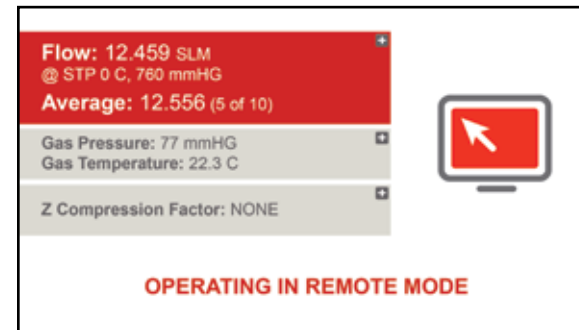 Flow: 12.459 SLM
@ STP 0 C, 760 mmHG
Average: 12.556 (5 of 10)
Gas Pressure: 77 mmHG
Gas Temperature: 22.3 C
Z Compression Factor: NONE
OPERATING IN REMOTE MODE